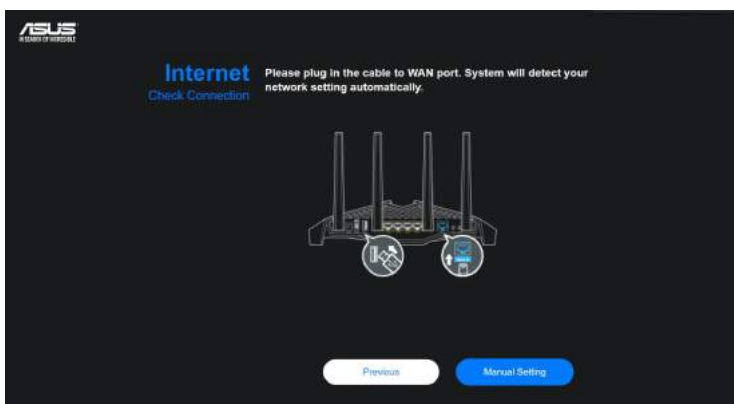 ASUS
IN SEARCH OF INCREDIBLE
Internet
Check Connection
Please plug in the cable to WAN port. System will detect your
network setting automatically.
Previous
Manual Setting